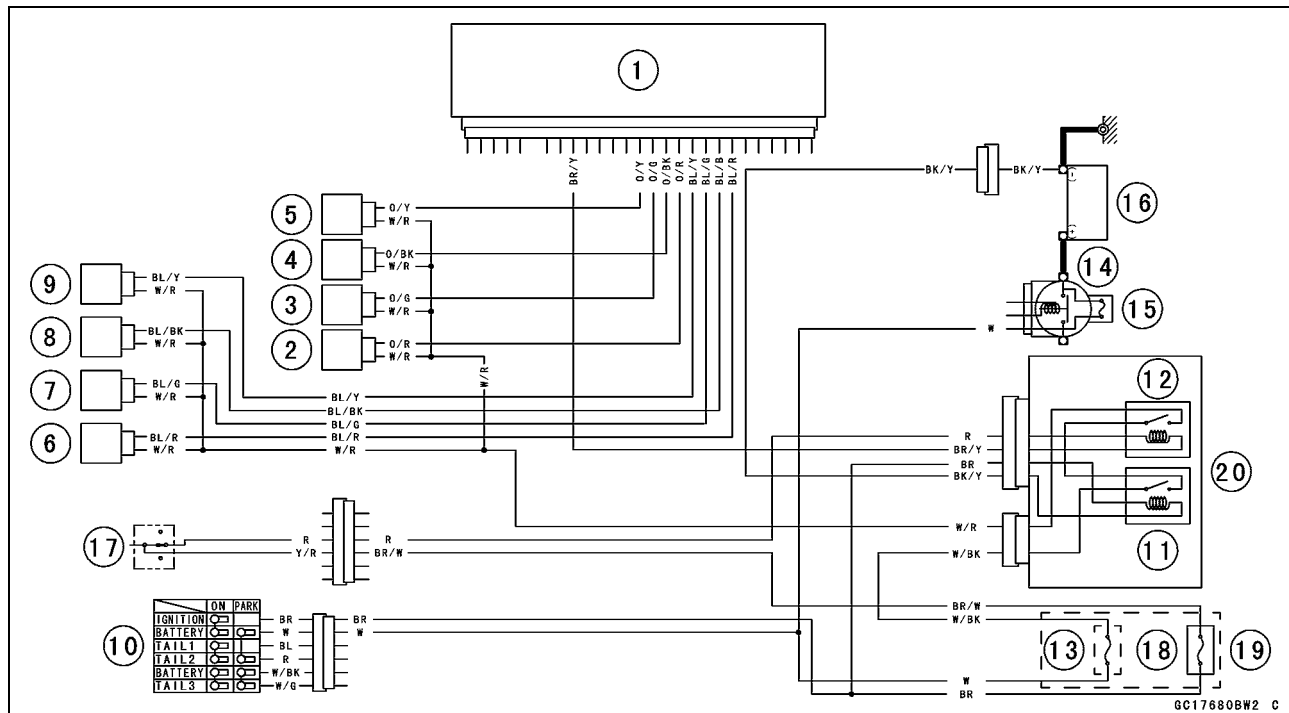 1
BR/Y
O/Y
O/G
O/BK
O/R
BL/Y
BL/G
BL/B
BL/R
BK/Y
BK/Y
(-)
16
(+)
5
O/Y
W/R
4
O/BK
W/R
14
9
BL/Y
W/R
3
O/G
W/R
15
8
BL/BK
W/R
2
O/R
W/R
W
W/R
7
BL/G
W/R
BL/Y
BL/BK
BL/G
12
6
BL/R
W/R
BL/R
W/R
R
BR/Y
BR
BK/Y
20
W/R
11
17
R
Y/R
R
BR/W
W/BK
BR/W
W/BK
10
ON PARK
IGNITION BR BR
BATTERY W W
TAIL1 BL
TAIL2 R
BATTERY W/BK
TAIL3 W/G
13
18
19
W
BR
GC17680BW2 C